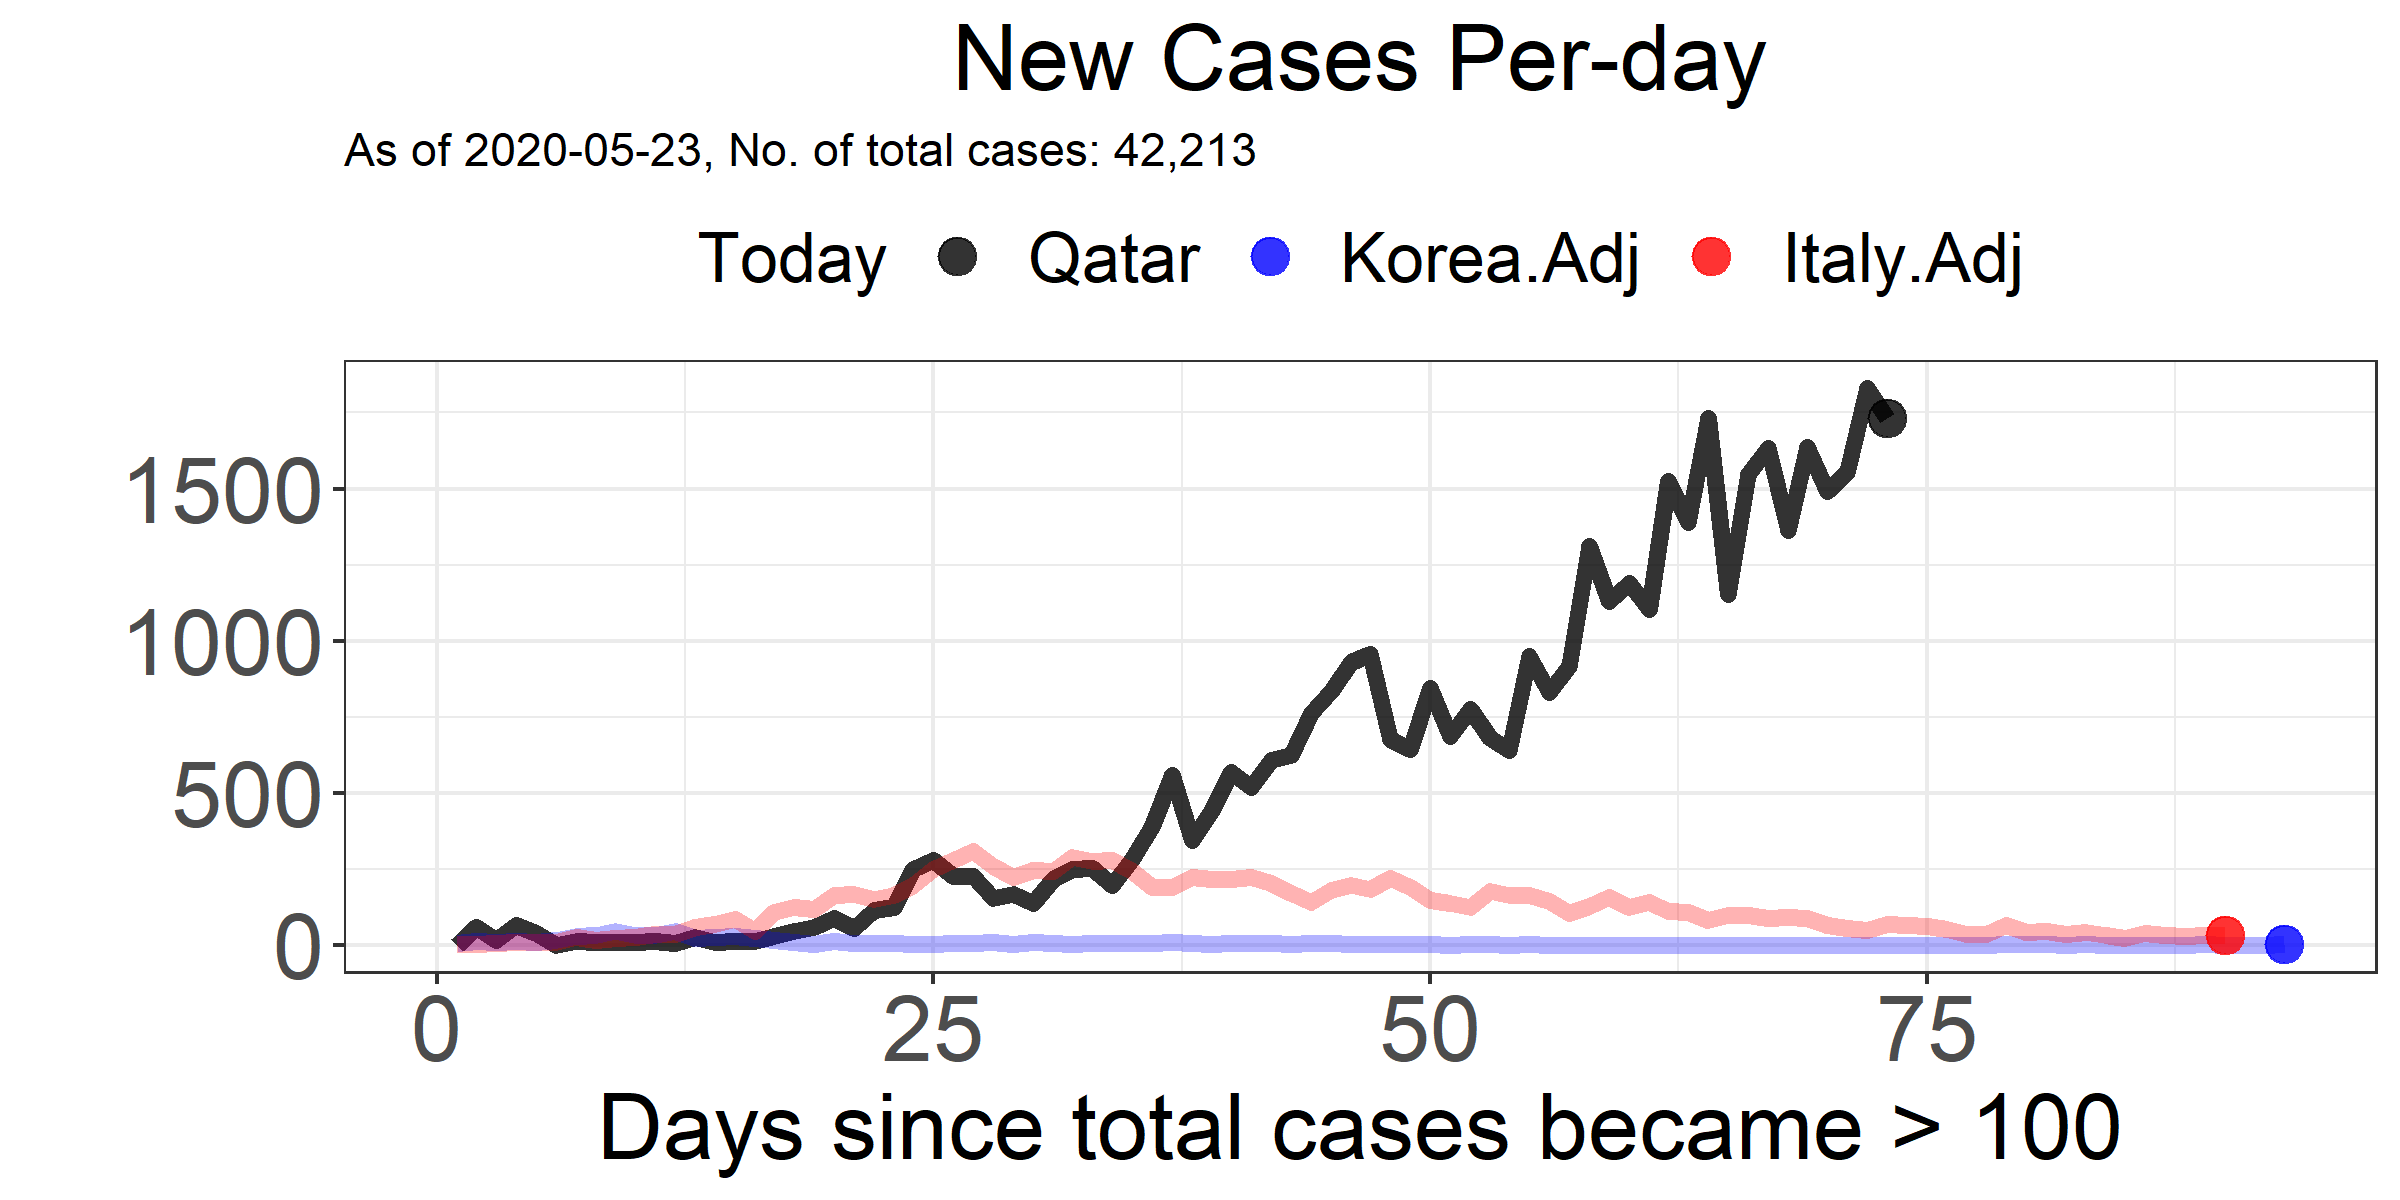 New Cases Per-day
As of 2020-05-23, No. of total cases: 42,213
Today Qatar Korea.Adj Italy.Adj
1500
1000
500
0
0 25 50 75
Days since total cases became > 100